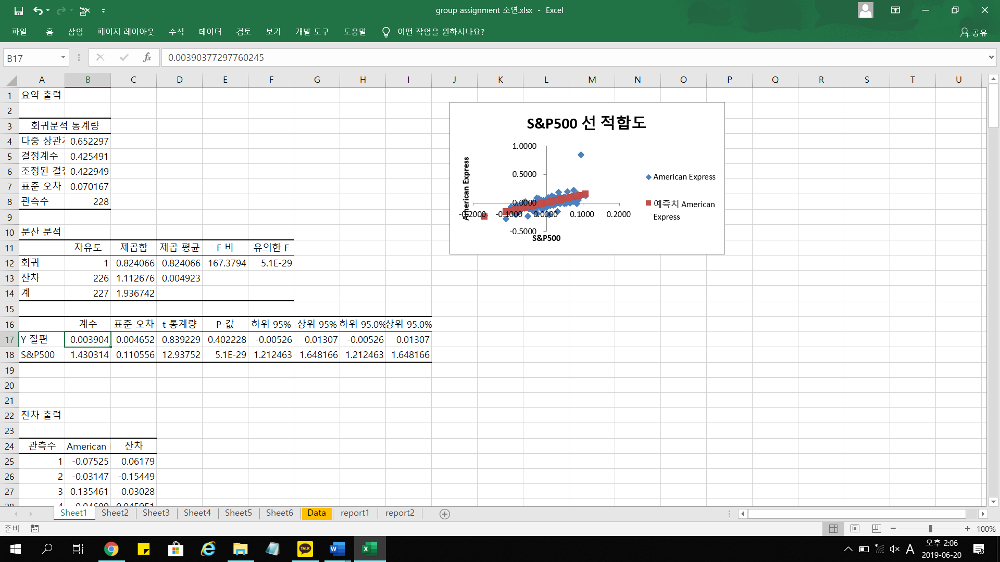 group assignment 소연.xlsx - Excel
파일 홈 삽입 페이지 레이아웃 수식 데이터 검토 보기 개발 도구 도움말 어떤 작업을 원하시나요? 공유
B17 fx 0.00390377297760245
A B C D E F G H I J K L M N O P Q R S T U
1 요약 출력
2
3 회귀분석 통계량
4 다중 상관 0.652297
5 결정계수 0.425491
6 조정된 결 0.422949
7 표준 오차 0.070167
8 관측수 228
9
10 분산 분석
11 자유도 제곱합 제곱 평균 F 비 유의한 F
12 회귀 1 0.824066 0.824066 167.3794 5.1E-29
13 잔차 226 1.112676 0.004923
14 계 227 1.936742
15
16 계수 표준 오차 t 통계량 P-값 하위 95% 상위 95% 하위 95.0% 상위 95.0%
17 Y 절편 0.003904 0.004652 0.839229 0.402228 -0.00526 0.01307 -0.00526 0.01307
18 S&P500 1.430314 0.110556 12.93752 5.1E-29 1.212463 1.648166 1.212463 1.648166
19
20
21
22 잔차 출력
23
24 관측수 American 잔차
25 1 -0.07525 0.06179
26 2 -0.03147 -0.15449
27 3 0.135461 -0.03028
28 4 -0.04689 0.045951
S&P500 선 적합도
American Express
1.0000
0.5000
0.0000
-0.5000
-0.2000 -0.1000 0.0000 0.1000 0.2000
S&P500
American Express
예측치 American
Express
Sheet1 Sheet2 Sheet3 Sheet4 Sheet5 Sheet6 Data report1 report2
준비 100%
TALK
A 오후 2:06
2019-06-20